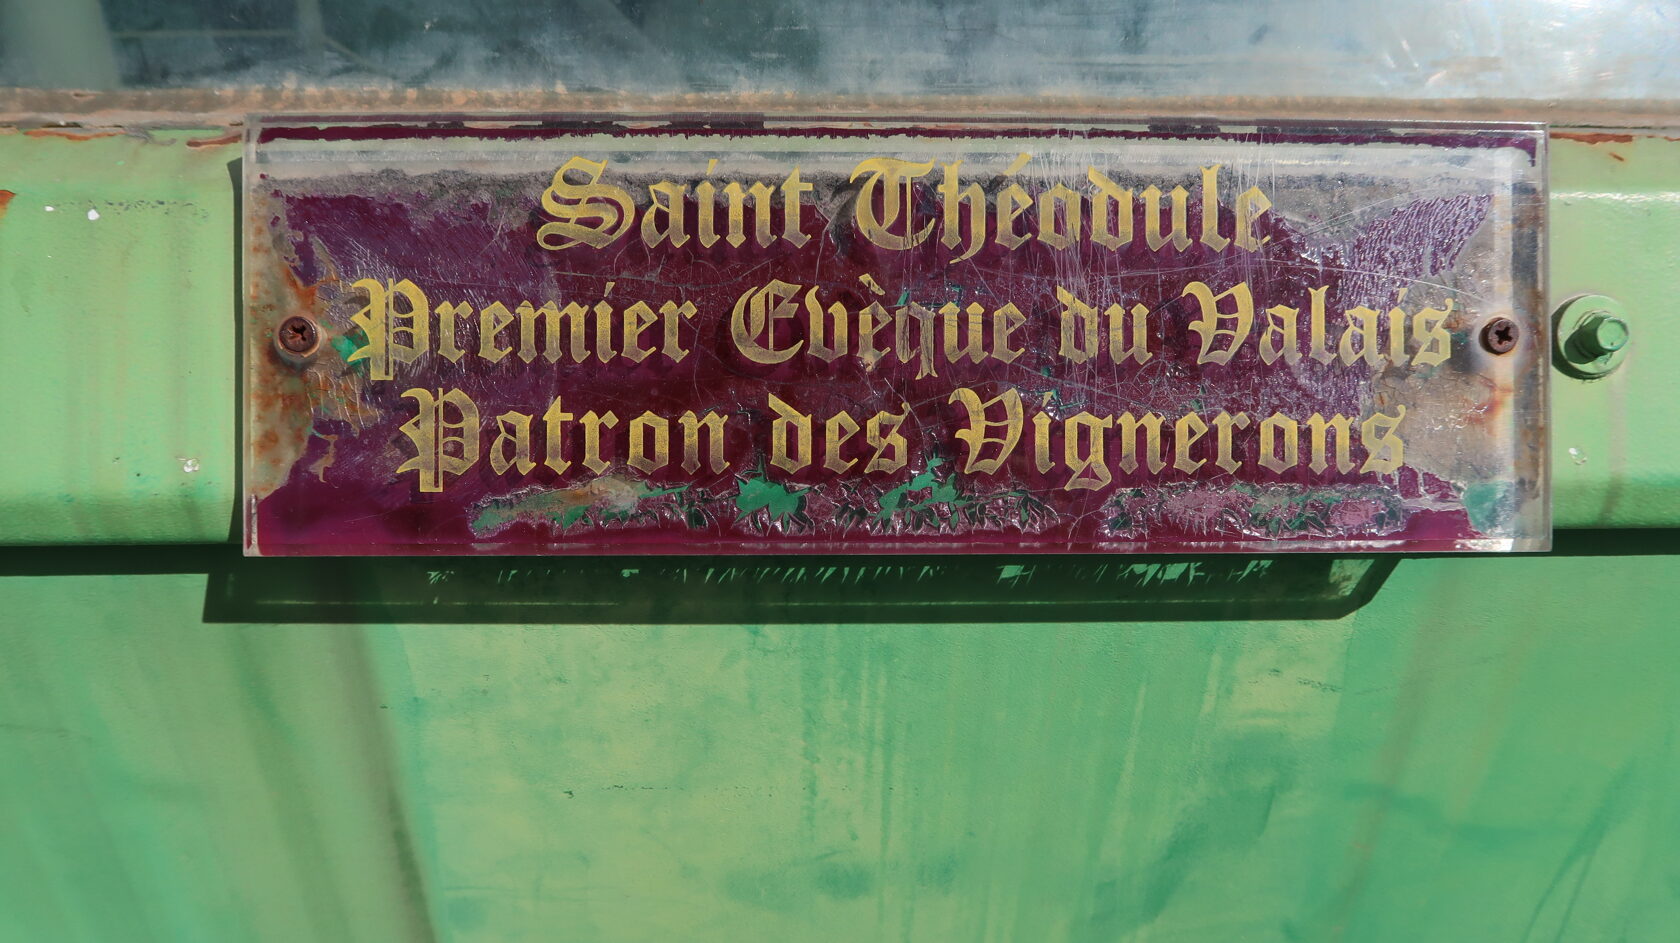 Saint Théodule
Premier Evèque du Valais
Patron des Vignerons